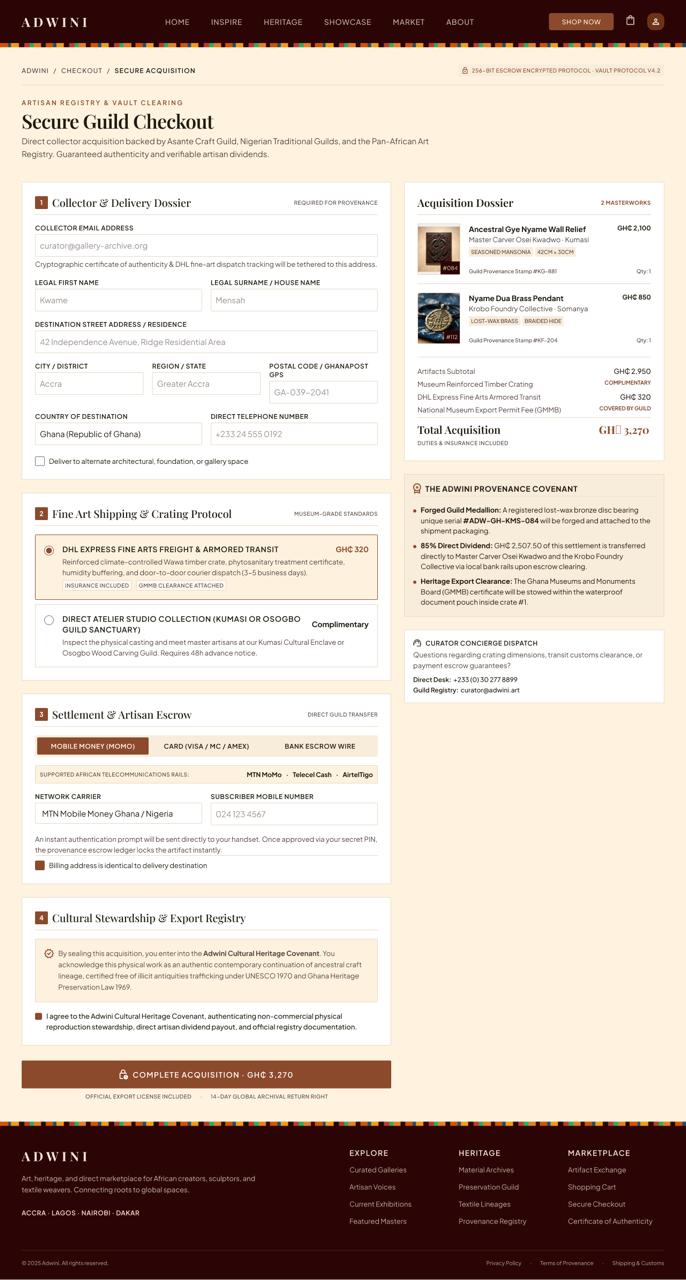 ADWINI
HOME INSPIRE HERITAGE SHOWCASE MARKET ABOUT
SHOP NOW
ADWINI / CHECKOUT / SECURE ACQUISITION
256-BIT ESCROW ENCRYPTED PROTOCOL · VAULT PROTOCOL V4.2
ARTISAN REGISTRY & VAULT CLEARING
Secure Guild Checkout
Direct collector acquisition backed by Asante Craft Guild, Nigerian Traditional Guilds, and the Pan-African Art
Registry. Guaranteed authenticity and verifiable artisan dividends.
1 Collector & Delivery Dossier
REQUIRED FOR PROVENANCE
COLLECTOR EMAIL ADDRESS
curator@gallery-archive.org
Cryptographic certificate of authenticity & DHL fine-art dispatch tracking will be tethered to this address.
LEGAL FIRST NAME
Kwame
LEGAL SURNAME / HOUSE NAME
Mensah
DESTINATION STREET ADDRESS / RESIDENCE
42 Independence Avenue, Ridge Residential Area
CITY / DISTRICT
Accra
REGION / STATE
Greater Accra
POSTAL CODE / GHANAPOST
GPS
GA-039-2041
COUNTRY OF DESTINATION
Ghana (Republic of Ghana)
DIRECT TELEPHONE NUMBER
+233 24 555 0192
Deliver to alternate architectural, foundation, or gallery space
2 Fine Art Shipping & Crating Protocol
MUSEUM-GRADE STANDARDS
DHL EXPRESS FINE ARTS FREIGHT & ARMORED TRANSIT
GH₵ 320
Reinforced climate-controlled Wawa timber crate, phytosanitary treatment certificate,
humidity buffering, and door-to-door courier dispatch (3-5 business days).
INSURANCE INCLUDED
GMMB CLEARANCE ATTACHED
DIRECT ATELIER STUDIO COLLECTION (KUMASI OR OSOGBO
GUILD SANCTUARY)
Complimentary
Inspect the physical casting and meet master artisans at our Kumasi Cultural Enclave or
Osogbo Wood Carving Guild. Requires 48h advance notice.
3 Settlement & Artisan Escrow
DIRECT GUILD TRANSFER
MOBILE MONEY (MOMO)
CARD (VISA / MC / AMEX)
BANK ESCROW WIRE
SUPPORTED AFRICAN TELECOMMUNICATIONS RAILS:
MTN MoMo · Telecel Cash · AirtelTigo
NETWORK CARRIER
MTN Mobile Money Ghana / Nigeria
SUBSCRIBER MOBILE NUMBER
024 123 4567
An instant authentication prompt will be sent directly to your handset. Once approved via your secret PIN,
the provenance escrow ledger locks the artifact instantly.
Billing address is identical to delivery destination
4 Cultural Stewardship & Export Registry
By sealing this acquisition, you enter into the Adwini Cultural Heritage Covenant. You
acknowledge this physical work as an authentic contemporary continuation of ancestral craft
lineage, certified free of illicit antiquities trafficking under UNESCO 1970 and Ghana Heritage
Preservation Law 1969.
I agree to the Adwini Cultural Heritage Covenant, authenticating non-commercial physical
reproduction stewardship, direct artisan dividend payout, and official registry documentation.
COMPLETE ACQUISITION · GH₵ 3,270
OFFICIAL EXPORT LICENSE INCLUDED · 14-DAY GLOBAL ARCHIVAL RETURN RIGHT
Acquisition Dossier
2 MASTERWORKS
#084
Ancestral Gye Nyame Wall Relief
GH₵ 2,100
Master Carver Osei Kwadwo · Kumasi
SEASONED MANSONIA
42CM × 30CM
Guild Provenance Stamp #KG-881
Qty: 1
#112
Nyame Dua Brass Pendant
GH₵ 850
Krobo Foundry Collective · Somanya
LOST-WAX BRASS
BRAIDED HIDE
Guild Provenance Stamp #KF-204
Qty: 1
Artifacts Subtotal
GH₵ 2,950
Museum Reinforced Timber Crating
COMPLIMENTARY
DHL Express Fine Arts Armored Transit
GH₵ 320
National Museum Export Permit Fee (GMMB)
COVERED BY GUILD
Total Acquisition
GH▯ 3,270
DUTIES & INSURANCE INCLUDED
THE ADWINI PROVENANCE COVENANT
Forged Guild Medallion: A registered lost-wax bronze disc bearing
unique serial #ADW-GH-KMS-084 will be forged and attached to the
shipment packaging.
85% Direct Dividend: GH₵ 2,507.50 of this settlement is transferred
directly to Master Carver Osei Kwadwo and the Krobo Foundry
Collective via local bank rails upon escrow clearing.
Heritage Export Clearance: The Ghana Museums and Monuments
Board (GMMB) certificate will be stowed within the waterproof
document pouch inside crate #1.
CURATOR CONCIERGE DISPATCH
Questions regarding crating dimensions, transit customs clearance, or
payment escrow guarantees?
Direct Desk: +233 (0) 30 277 8899
Guild Registry: curator@adwini.art
ADWINI
Art, heritage, and direct marketplace for African creators, sculptors, and
textile weavers. Connecting roots to global spaces.
ACCRA · LAGOS · NAIROBI · DAKAR
EXPLORE
Curated Galleries
Artisan Voices
Current Exhibitions
Featured Masters
HERITAGE
Material Archives
Preservation Guild
Textile Lineages
Provenance Registry
MARKETPLACE
Artifact Exchange
Shopping Cart
Secure Checkout
Certificate of Authenticity
© 2025 Adwini. All rights reserved.
Privacy Policy · Terms of Provenance · Shipping & Customs